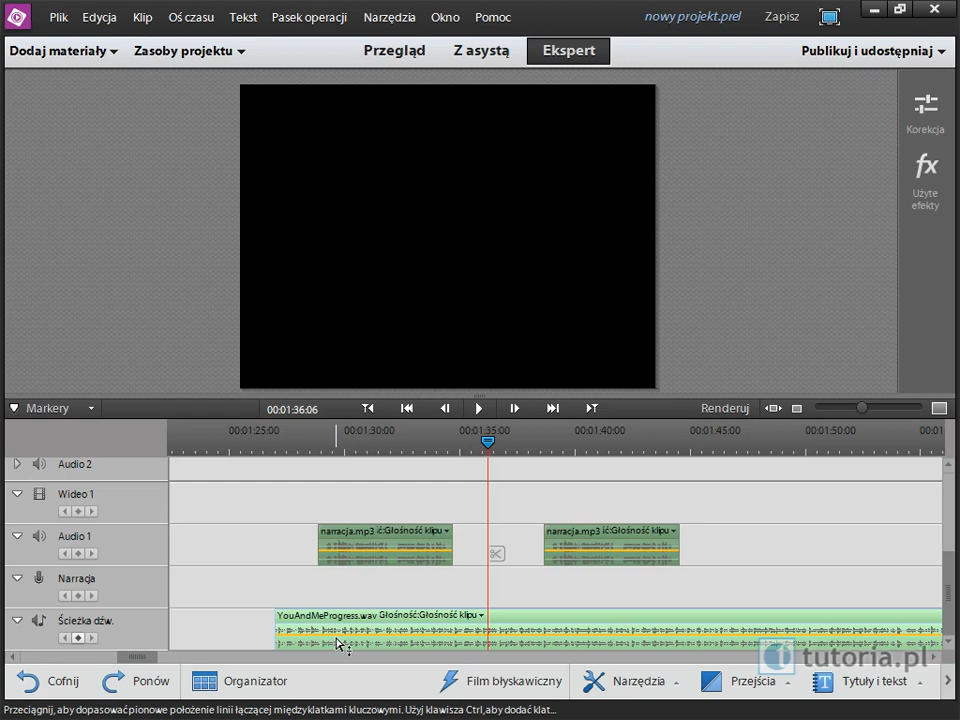 Plik Edycja Klip Oś czasu Tekst Pasek operacji Narzędzia Okno Pomoc nowy projekt.prel Zapisz
Dodaj materiały Zasoby projektu Przegląd Z asystą Ekspert Publikuj i udostępniaj
Korekcja
fx
Użyte
efekty
Markery 00:01:36:06 Renderuj
00:01:25:00 00:01:30:00 00:01:35:00 00:01:40:00 00:01:45:00 00:01:50:00 00:01
Audio 2
Wideo 1
Audio 1 narracja.mp3 ić:Głośność klipu narracja.mp3 ić:Głośność klipu
Narracja
Ścieżka dźw. YouAndMeProgress.wav Głośność:Głośność klipu
tutoria.pl
Cofnij Ponów Organizator Film błyskawiczny Narzędzia Przejścia Tytuły i tekst
Przeciągnij, aby dopasować pionowe położenie linii łączącej między klatkami kluczowymi. Użyj klawisza Ctrl, aby dodać klat...